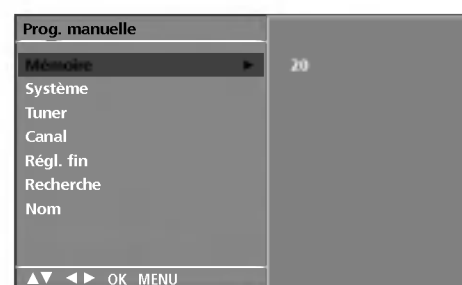 Prog. manuelle
Mémoire ► 20
Système
Tuner
Canal
Régl. fin
Recherche
Nom
▲▼ ◄► OK MENU